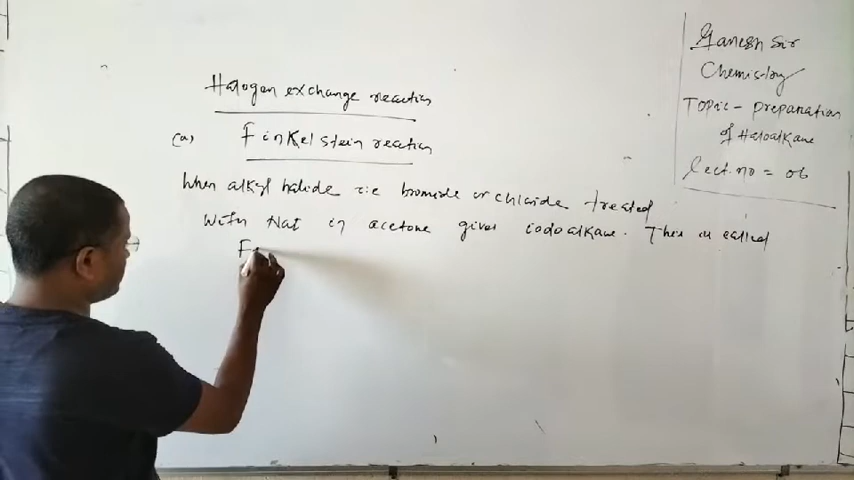 Halogen exchange reaction
(a) Finkelstein reaction
When alkyl halide i.e bromide or chloride treated
with NaI in acetone gives iodoalkane. This is called
F
Ganesh Sir
Chemistry
Topic - preparation
of Haloalkane
lect. no = 06